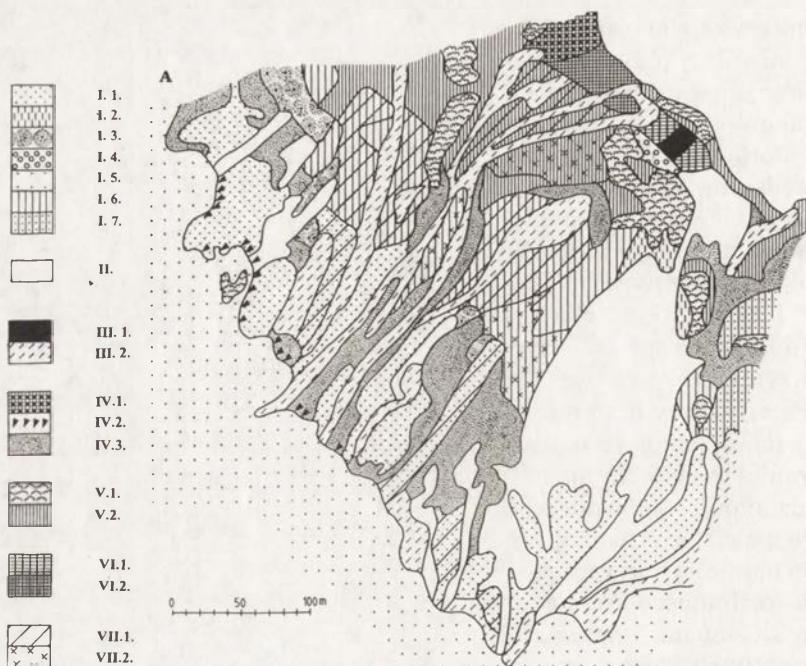 A
I. 1.
I. 2.
I. 3.
I. 4.
I. 5.
I. 6.
I. 7.
II.
III. 1.
III. 2.
IV.1.
IV.2.
IV.3.
V.1.
V.2.
VI.1.
VI.2.
VII.1.
VII.2.
0 50 100m